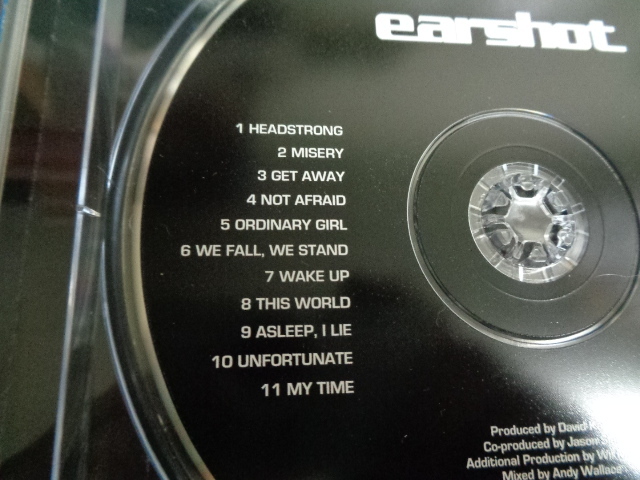 earshot
1 HEADSTRONG
2 MISERY
3 GET AWAY
4 NOT AFRAID
5 ORDINARY GIRL
6 WE FALL, WE STAND
7 WAKE UP
8 THIS WORLD
9 ASLEEP, I LIE
10 UNFORTUNATE
11 MY TIME
Produced by David
Co-produced by Jason
Additional Production by
Mixed by Andy Wallace